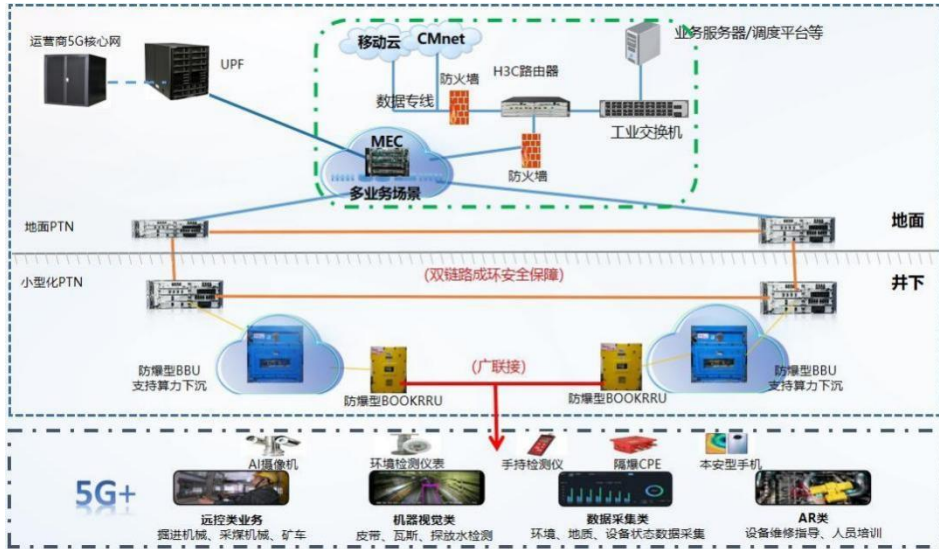 运营商5G核心网
UPF
移动云
CMnet
业务服务器/调度平台等
防火墙
H3C路由器
数据专线
工业交换机
MEC
防火墙
多业务场景
地面PTN
地面
小型化PTN
(双链路成环安全保障)
井下
防爆型BBU
支持算力下沉
(广联接)
防爆型BBU
支持算力下沉
防爆型BOOKRRU
防爆型BOOKRRU
AI摄像机
环境检测仪表
手持检测仪
隔爆CPE
本安型手机
5G+
远控类业务
掘进机械、采煤机械、矿车
机器视觉类
皮带、瓦斯、探放水检测
数据采集类
环境、地质、设备状态数据采集
AR类
设备维修指导、人员培训